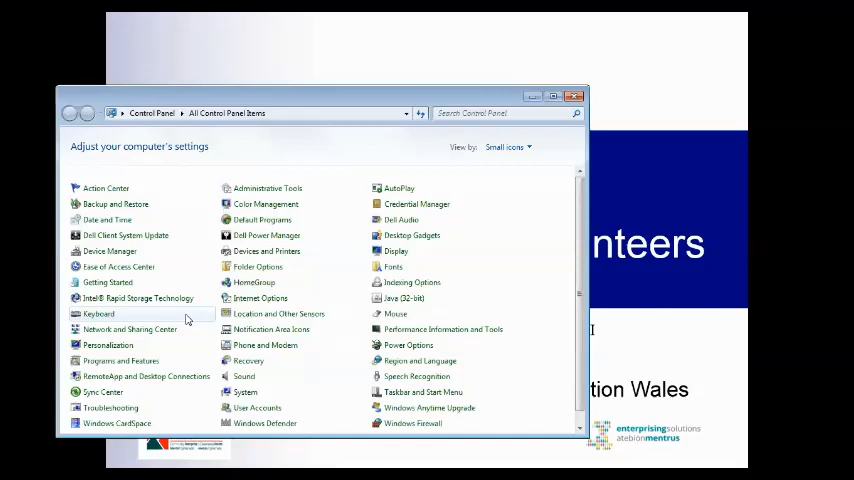 Control Panel All Control Panel Items Search Control Panel
Adjust your computer's settings View by: Small icons
Action Center Administrative Tools AutoPlay
Backup and Restore Color Management Credential Manager
Date and Time Default Programs Dell Audio
Dell Client System Update Dell Power Manager Desktop Gadgets
Device Manager Devices and Printers Display
Ease of Access Center Folder Options Fonts
Getting Started HomeGroup Indexing Options
Intel® Rapid Storage Technology Internet Options Java (32-bit)
Keyboard Location and Other Sensors Mouse
Network and Sharing Center Notification Area Icons Performance Information and Tools
Personalization Phone and Modem Power Options
Programs and Features Recovery Region and Language
RemoteApp and Desktop Connections Sound Speech Recognition
Sync Center System Taskbar and Start Menu
Troubleshooting User Accounts Windows Anytime Upgrade
Windows CardSpace Windows Defender Windows Firewall
nteers
tion Wales
enterprisingsolutions
atebionmentrus